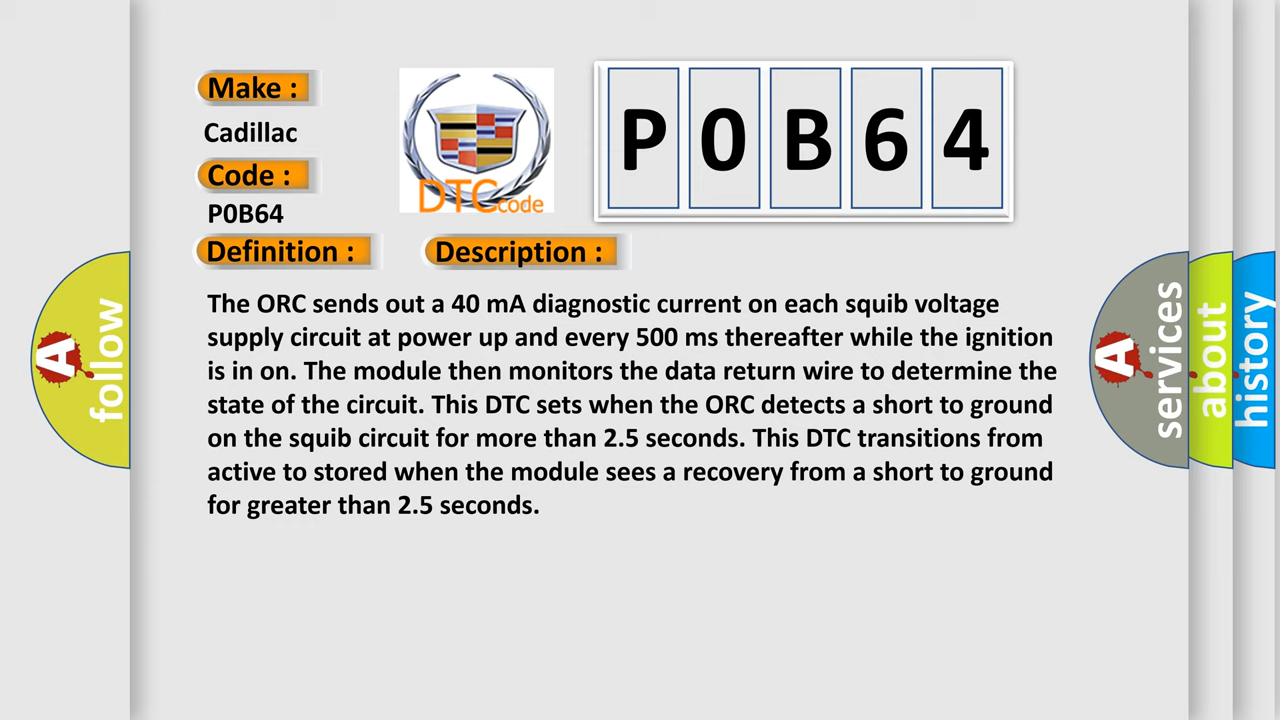 Make :
Cadillac
Code :
P0B64
DTC code
P0B64
Definition :
Description :
The ORC sends out a 40 mA diagnostic current on each squib voltage
supply circuit at power up and every 500 ms thereafter while the ignition
is in on. The module then monitors the data return wire to determine the
state of the circuit. This DTC sets when the ORC detects a short to ground
on the squib circuit for more than 2.5 seconds. This DTC transitions from
active to stored when the module sees a recovery from a short to ground
for greater than 2.5 seconds.
A
follow
A
services
about
history